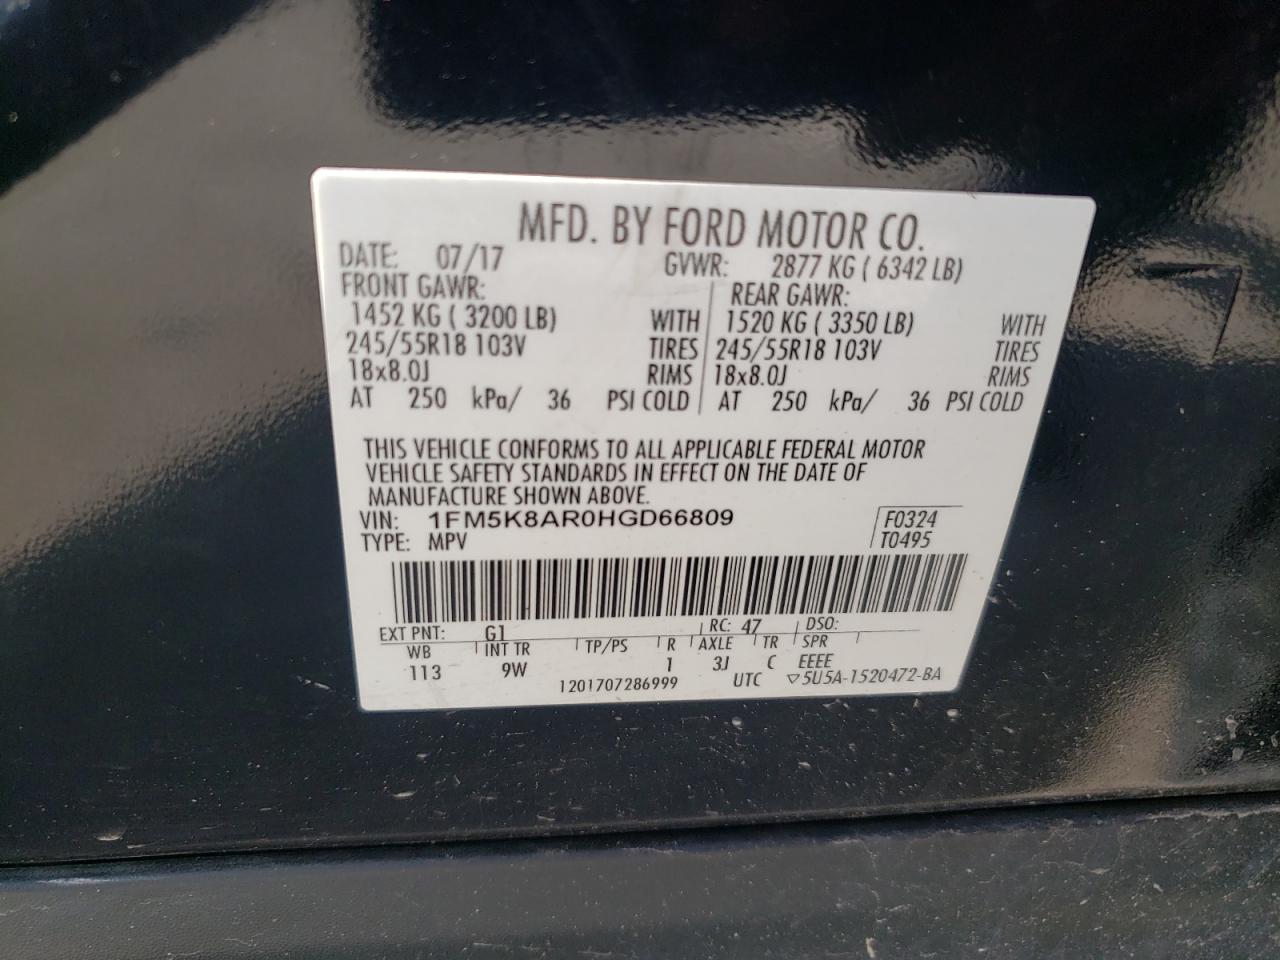 MFD. BY FORD MOTOR CO.
DATE: 07/17 GVWR: 2877 KG ( 6342 LB)
FRONT GAWR: REAR GAWR:
1452 KG ( 3200 LB) WITH 1520 KG ( 3350 LB) WITH
245/55R18 103V TIRES 245/55R18 103V TIRES
18x8.0J RIMS 18x8.0J RIMS
AT 250 kPa/ 36 PSI COLD AT 250 kPa/ 36 PSI COLD
THIS VEHICLE CONFORMS TO ALL APPLICABLE FEDERAL MOTOR
VEHICLE SAFETY STANDARDS IN EFFECT ON THE DATE OF
MANUFACTURE SHOWN ABOVE.
VIN: 1FM5K8AR0HGD66809 F0324
TYPE: MPV T0495
EXT PNT: G1 RC: 47 DSO:
WB INT TR TP/PS R AXLE TR SPR
113 9W 1 3J C EEEE
1201707286999 UTC ▽5U5A-1520472-BA